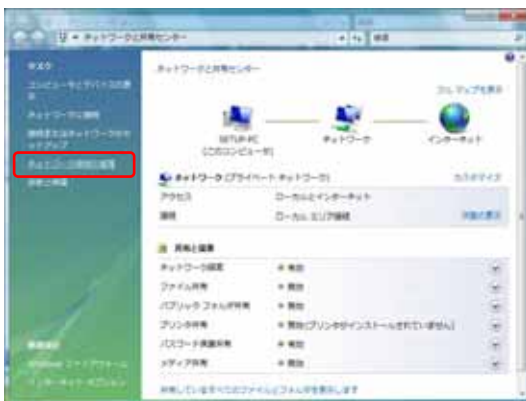 ネットワークと共有センター
検索
タスク
コンピュータとデバイスの表示
ネットワークに接続
接続またはネットワークのセットアップ
ネットワーク接続の管理
診断と修復
ネットワークと共有センター
フル マップを表示
SETUP-PC
(このコンピュータ)
ネットワーク
インターネット
ネットワーク (プライベート ネットワーク)
カスタマイズ
アクセス
ローカルとインターネット
接続
ローカル エリア接続
状態の表示
共有と探索
ネットワーク探索
有効
ファイル共有
パブリック フォルダ共有
プリンタ共有
(プリンタがインストールされていません)
パスワード保護共有
メディア共有
共有しているすべてのファイルとフォルダを表示します
関連項目
Windows ファイアウォール
インターネット オプション